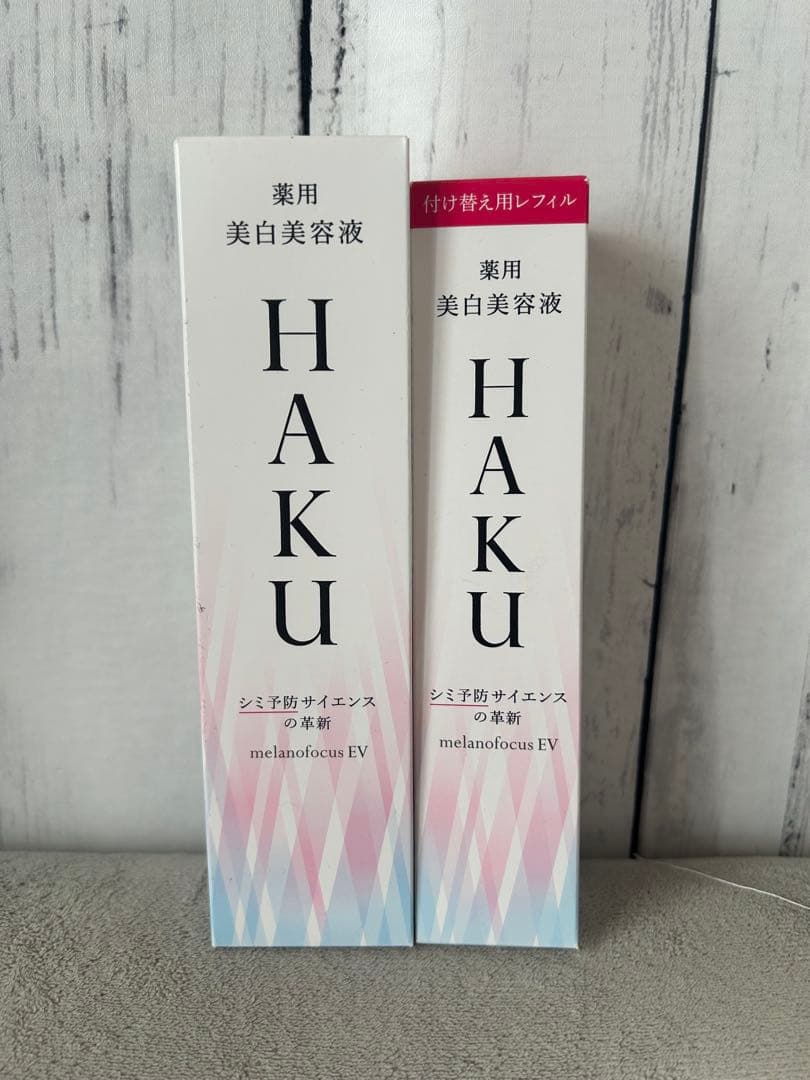 薬用
美白美容液
HAKU
シミ予防サイエンス
の革新
melanofocus EV
付け替え用レフィル
薬用
美白美容液
HAKU
シミ予防サイエンス
の革新
melanofocus EV